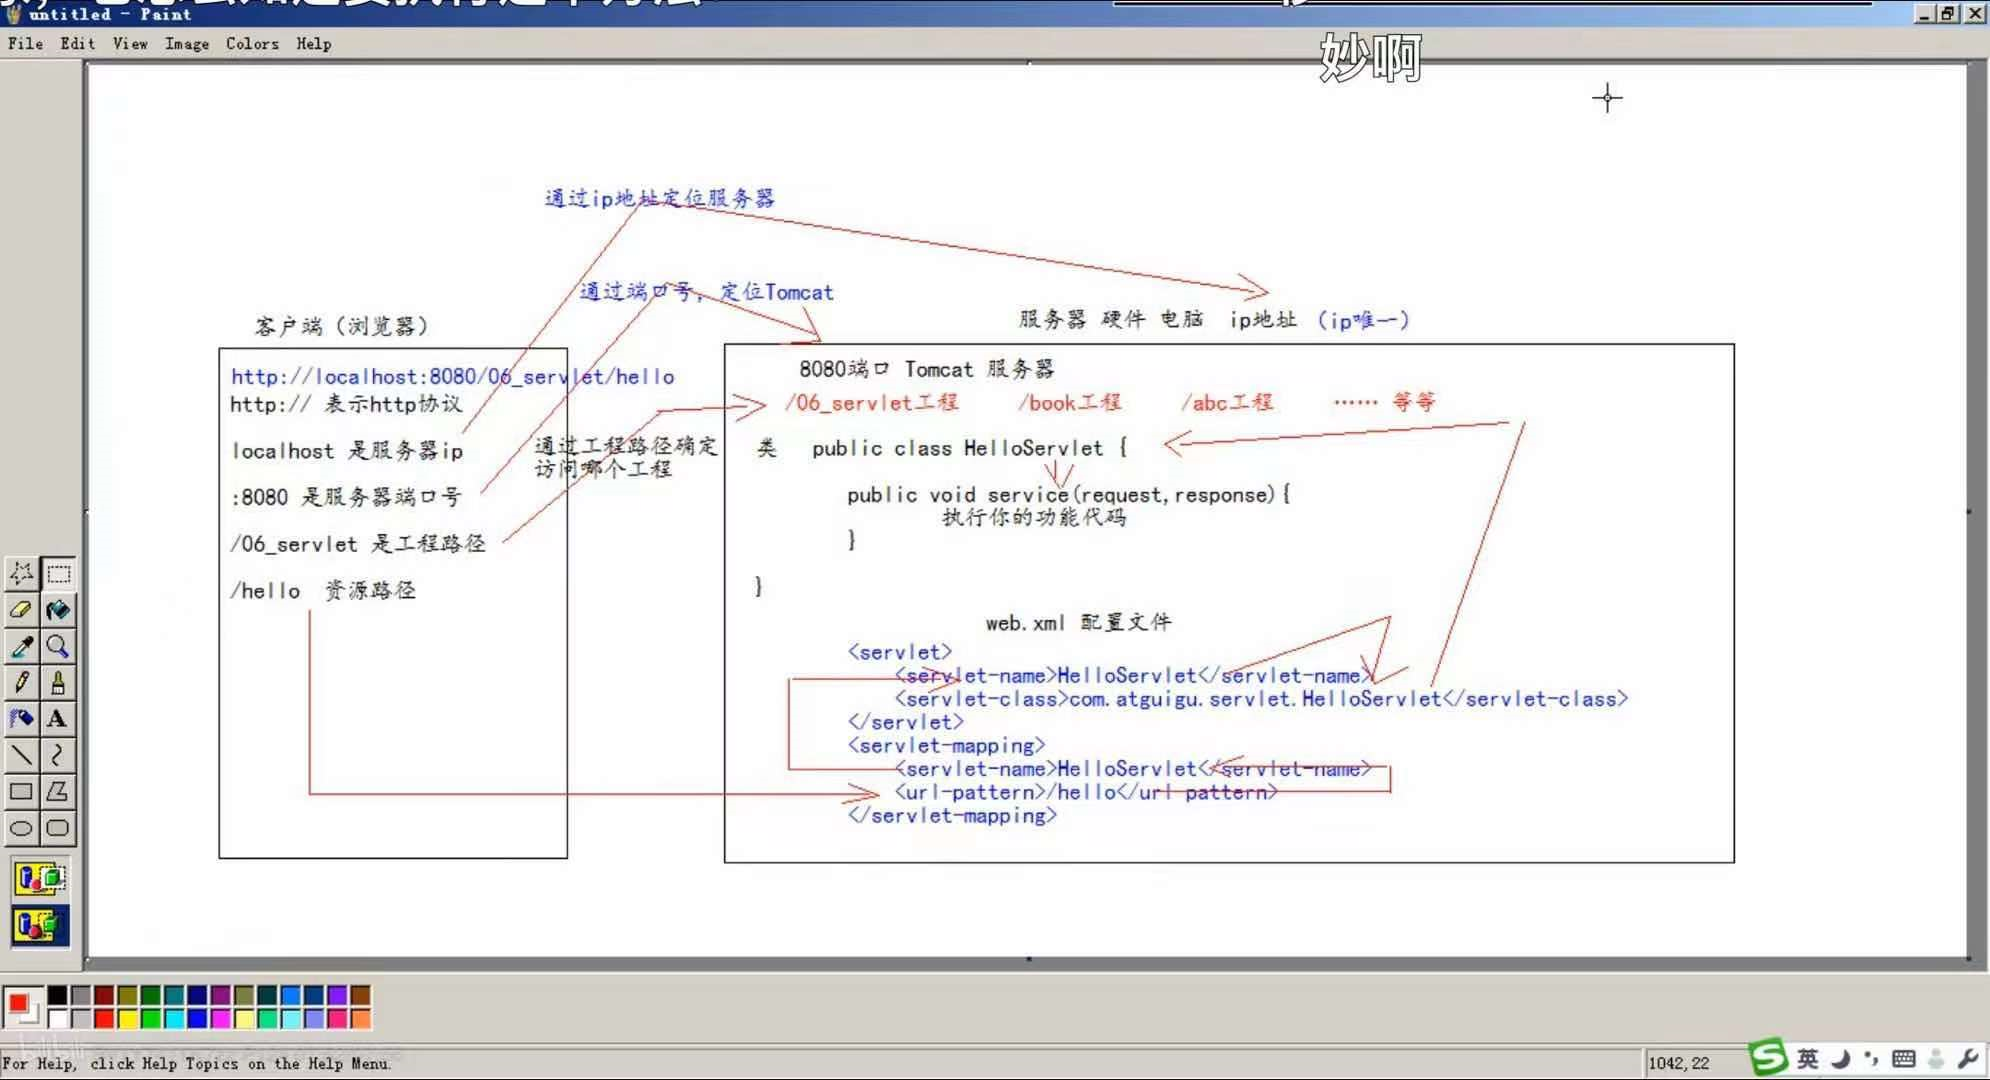 untitled - Paint
妙啊
File Edit View Image Colors Help
通过ip地址定位服务器
通过端口号，定位Tomcat
客户端（浏览器）
http://localhost:8080/06_servlet/hello
http:// 表示http协议
localhost 是服务器ip
:8080 是服务器端口号
/06_servlet 是工程路径
/hello 资源路径
通过工程路径确定
访问哪个工程
服务器 硬件 电脑 ip地址 （ip唯一）
8080端口 Tomcat 服务器
/06_servlet工程 /book工程 /abc工程 …… 等等
类 public class HelloServlet {
public void service(request,response){
执行你的功能代码
}
}
web.xml 配置文件
<servlet>
<servlet-name>HelloServlet</servlet-name>
<servlet-class>com.atguigu.servlet.HelloServlet</servlet-class>
</servlet>
<servlet-mapping>
<servlet-name>HelloServlet</servlet-name>
<url-pattern>/hello</url-pattern>
</servlet-mapping>
For Help, click Help Topics on the Help Menu.
1042,22
英